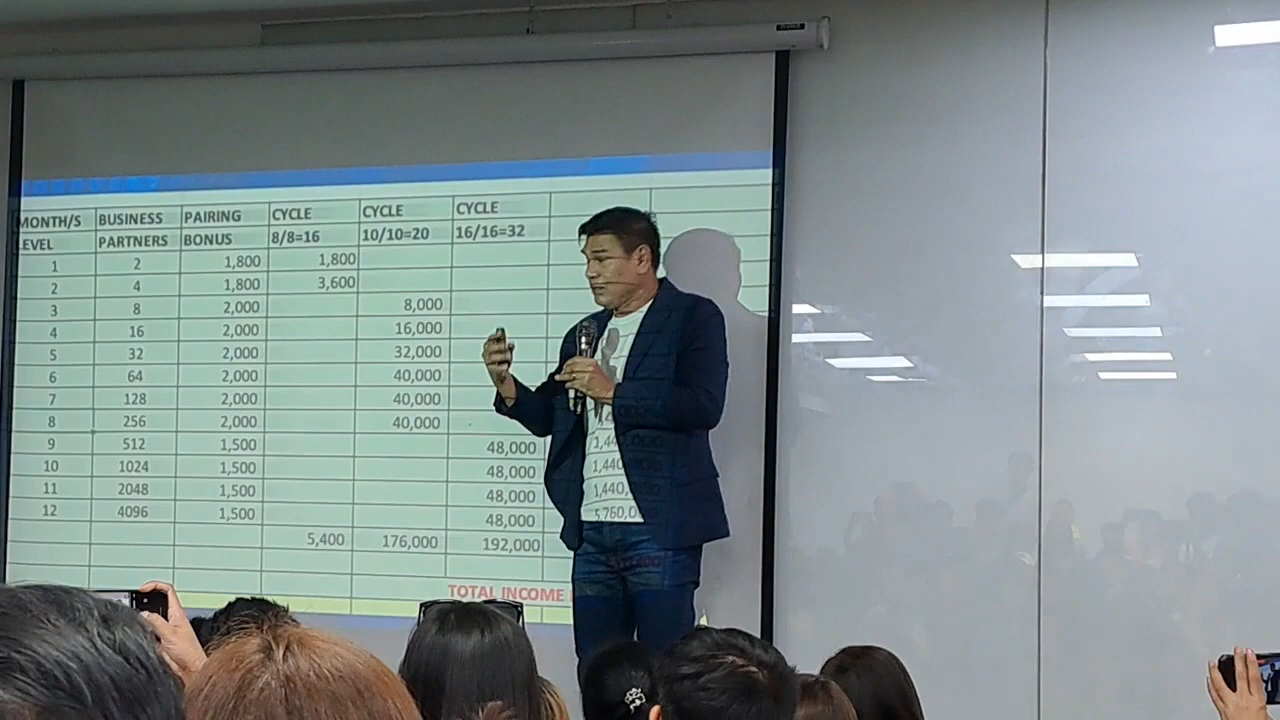 MONTH/S BUSINESS PAIRING CYCLE CYCLE CYCLE
LEVEL PARTNERS BONUS 8/8=16 10/10=20 16/16=32
1 2 1,800 1,800
2 4 1,800 3,600
3 8 2,000 8,000
4 16 2,000 16,000
5 32 2,000 32,000
6 64 2,000 40,000
7 128 2,000 40,000
8 256 2,000 40,000
9 512 1,500 48,000
10 1024 1,500 48,000
11 2048 1,500 48,000
12 4096 1,500 48,000
5,400 176,000 192,000
TOTAL INCOME